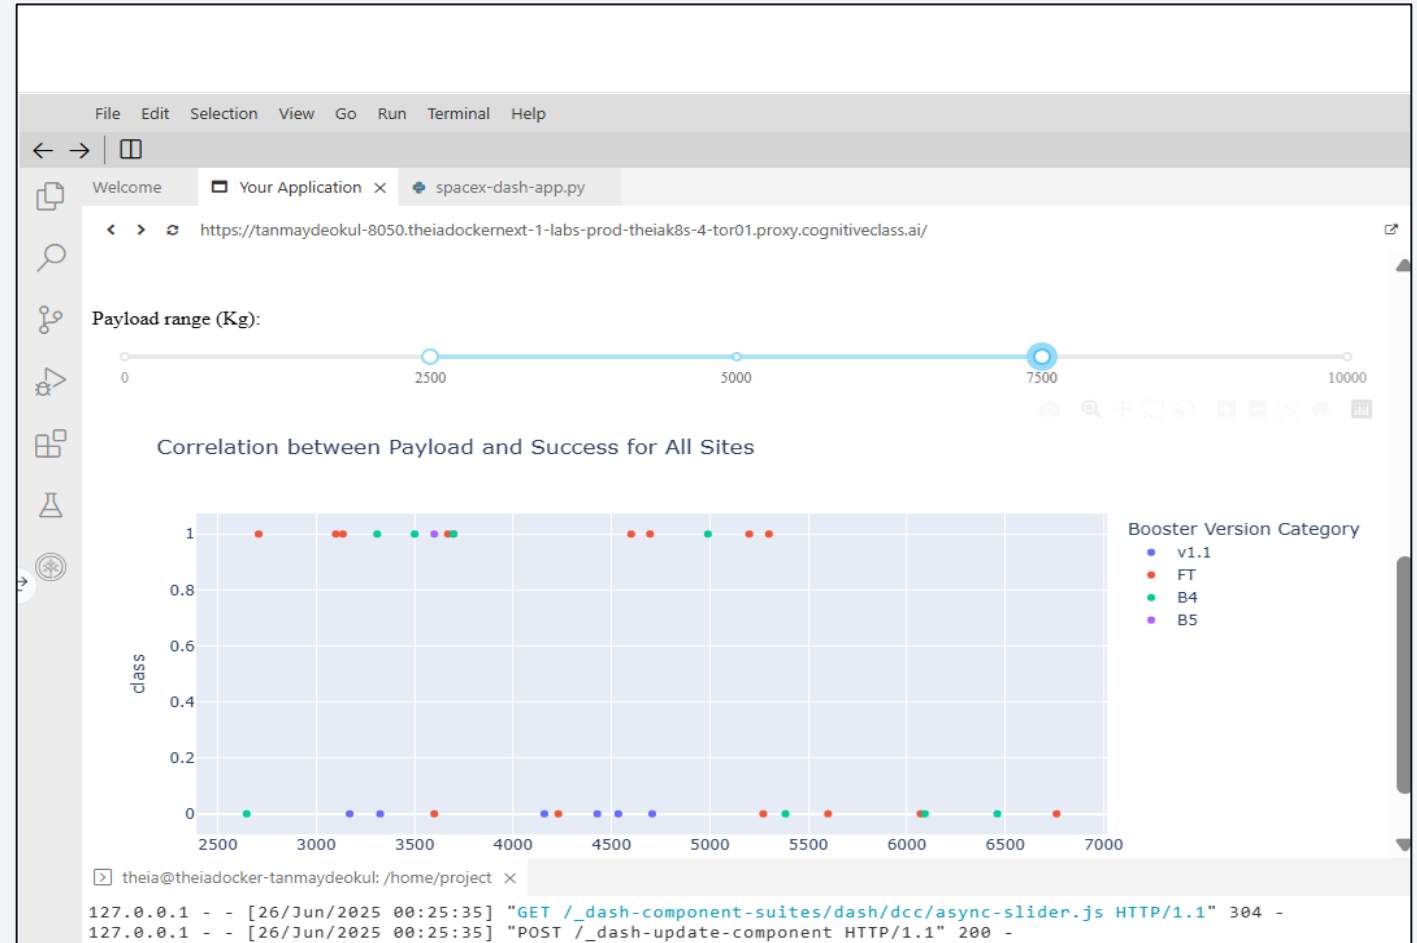 File Edit Selection View Go Run Terminal Help
Welcome Your Application × spacex-dash-app.py
https://tanmaydeokul-8050.theiadockernext-1-labs-prod-theiak8s-4-tor01.proxy.cognitiveclass.ai/
Payload range (Kg):
0 2500 5000 7500 10000
Correlation between Payload and Success for All Sites
Booster Version Category
v1.1
FT
B4
B5
class
1
0.8
0.6
0.4
0.2
0
2500 3000 3500 4000 4500 5000 5500 6000 6500 7000
theia@theiadocker-tanmaydeokul: /home/project ×
127.0.0.1 - - [26/Jun/2025 00:25:35] "GET /_dash-component-suites/dash/dcc/async-slider.js HTTP/1.1" 304 -
127.0.0.1 - - [26/Jun/2025 00:25:35] "POST /_dash-update-component HTTP/1.1" 200 -